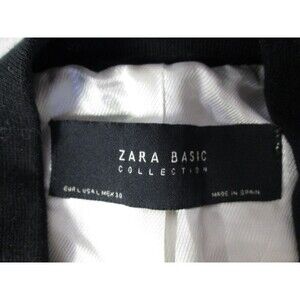 ZARA BASIC
COLLECTION
EUR L USA L MEX 30
MADE IN SPAIN